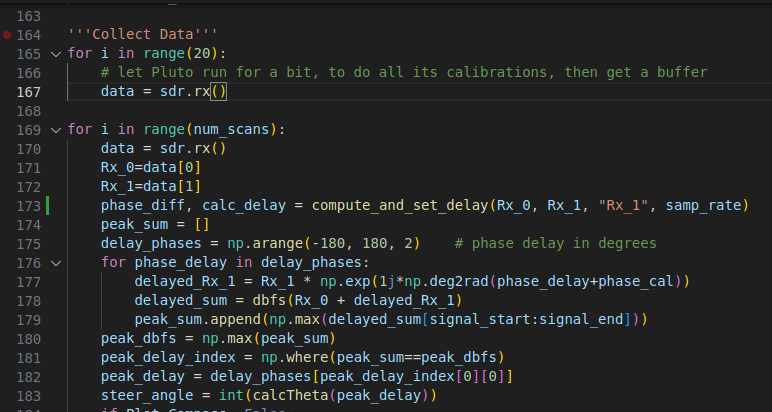 163
164 '''Collect Data'''
165 for i in range(20):
166     # let Pluto run for a bit, to do all its calibrations, then get a buffer
167     data = sdr.rx()
168
169 for i in range(num_scans):
170     data = sdr.rx()
171     Rx_0=data[0]
172     Rx_1=data[1]
173     phase_diff, calc_delay = compute_and_set_delay(Rx_0, Rx_1, "Rx_1", samp_rate)
174     peak_sum = []
175     delay_phases = np.arange(-180, 180, 2)    # phase delay in degrees
176     for phase_delay in delay_phases:
177         delayed_Rx_1 = Rx_1 * np.exp(1j*np.deg2rad(phase_delay+phase_cal))
178         delayed_sum = dbfs(Rx_0 + delayed_Rx_1)
179         peak_sum.append(np.max(delayed_sum[signal_start:signal_end]))
180     peak_dbfs = np.max(peak_sum)
181     peak_delay_index = np.where(peak_sum==peak_dbfs)
182     peak_delay = delay_phases[peak_delay_index[0][0]]
183     steer_angle = int(calcTheta(peak_delay))